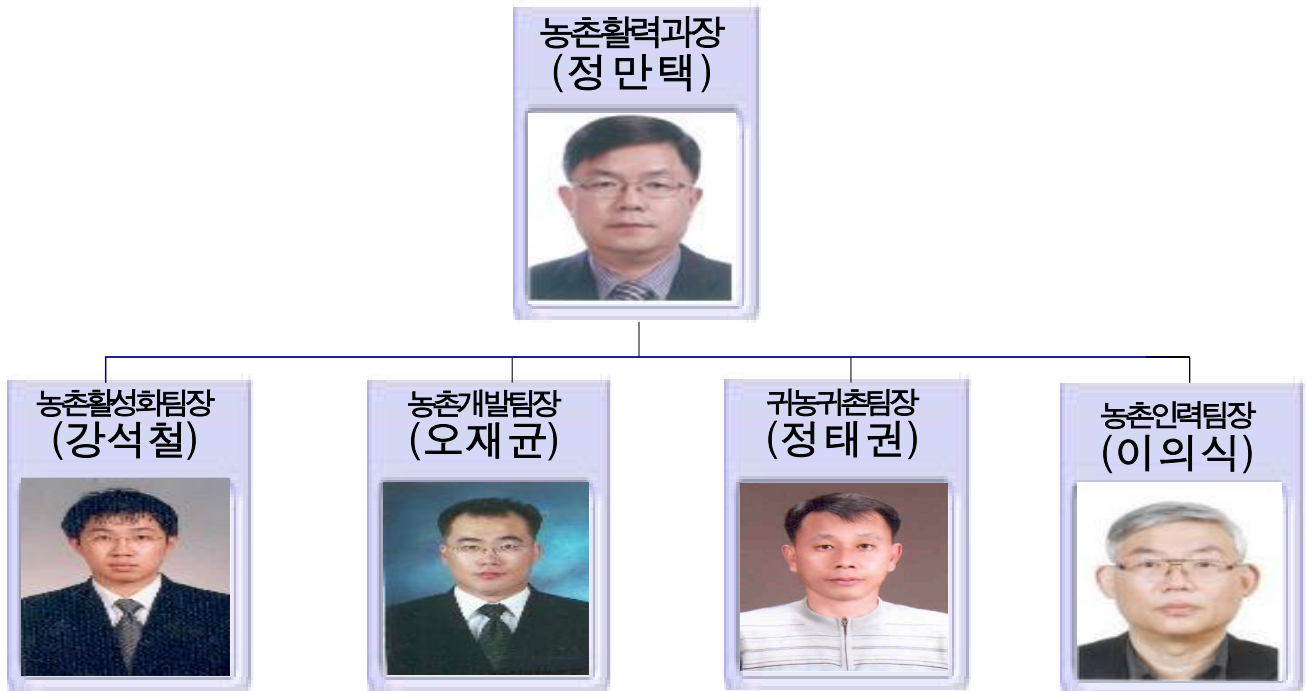 농촌활력과장
(정만택)
농촌활성화팀장
(강석철)
농촌개발팀장
(오재균)
귀농귀촌팀장
(정태권)
농촌인력팀장
(이의식)